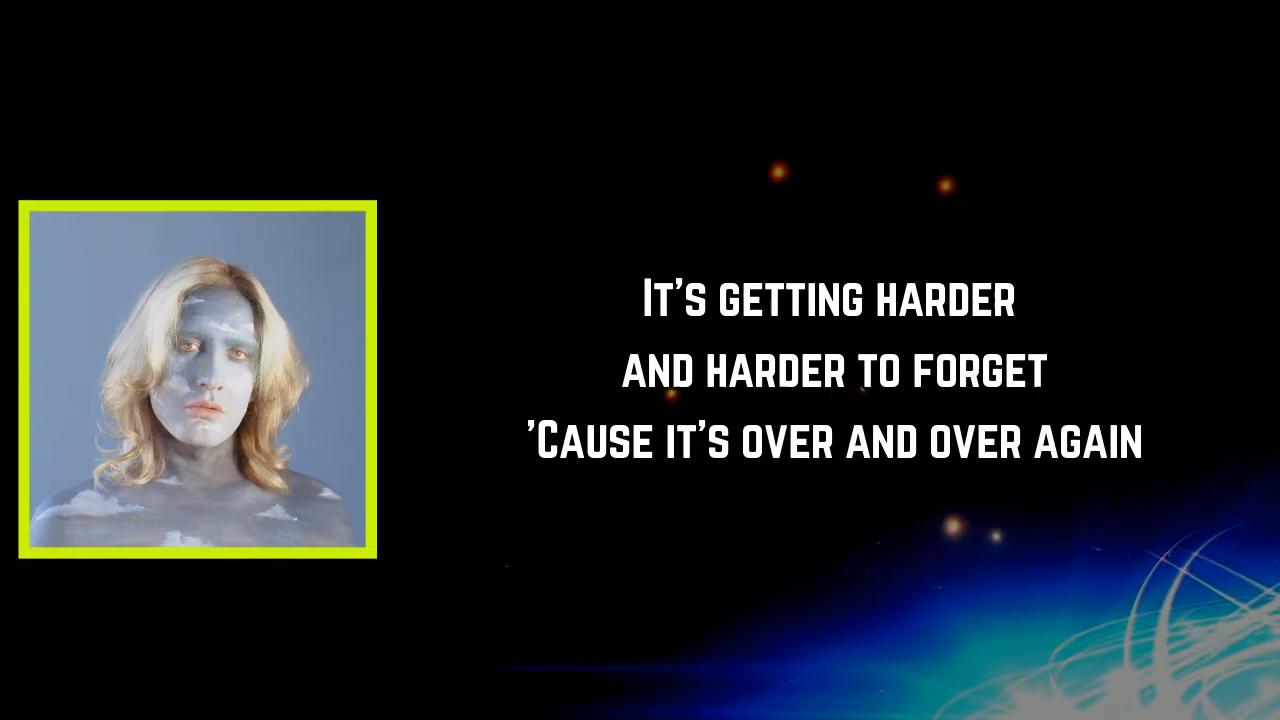 It's getting harder
and harder to forget
'Cause it's over and over again